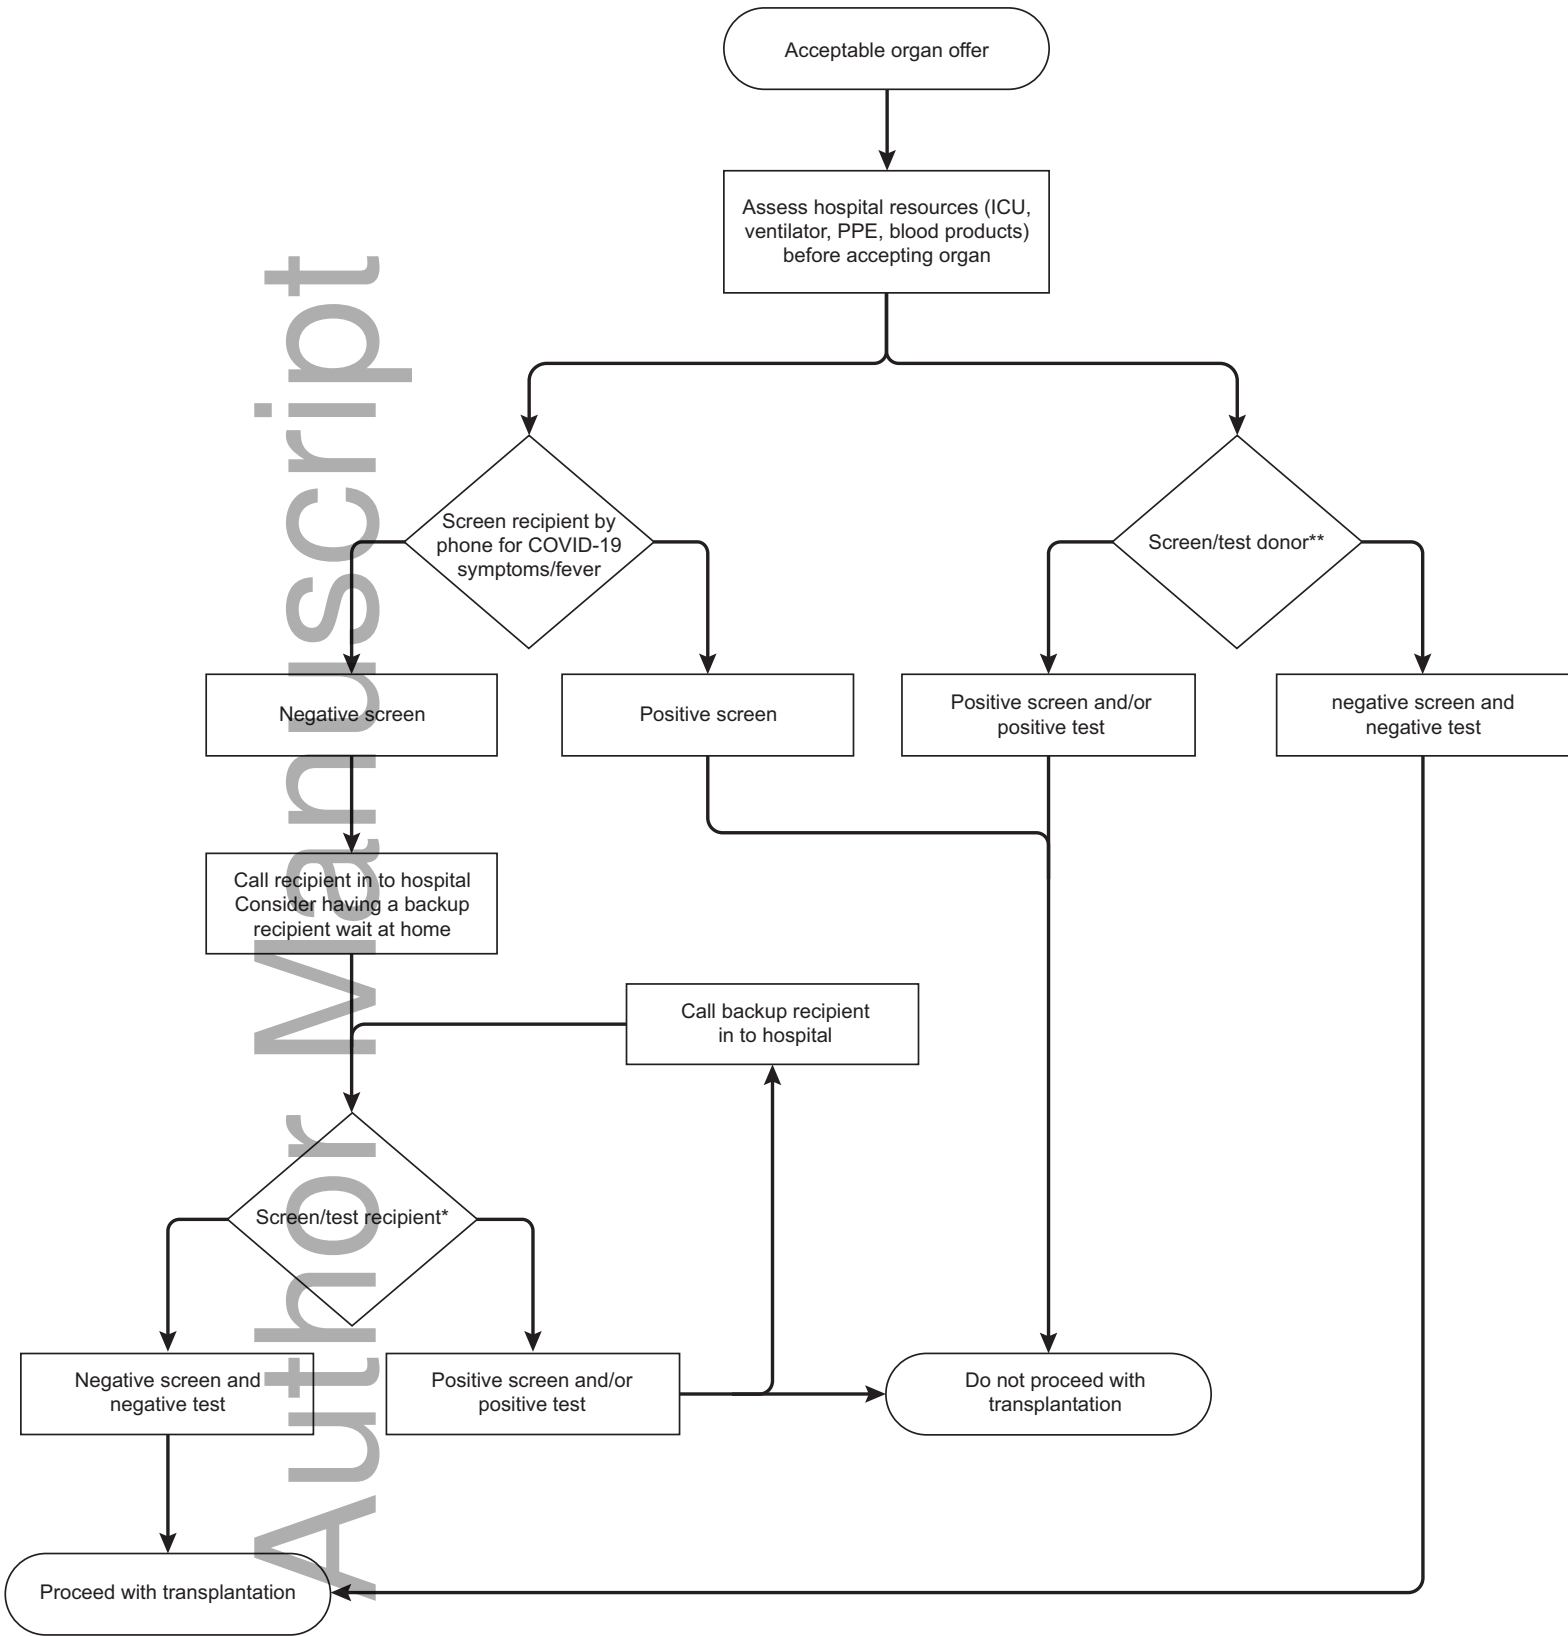 Acceptable organ offer
Assess hospital resources (ICU,
ventilator, PPE, blood products)
before accepting organ
Screen recipient by
phone for COVID-19
symptoms/fever
Screen/test donor**
Negative screen
Positive screen
Positive screen and/or
positive test
negative screen and
negative test
Call recipient in to hospital
Consider having a backup
recipient wait at home
Call backup recipient
in to hospital
Screen/test recipient*
Negative screen and
negative test
Positive screen and/or
positive test
Do not proceed with
transplantation
Proceed with transplantation
Author Manuscript